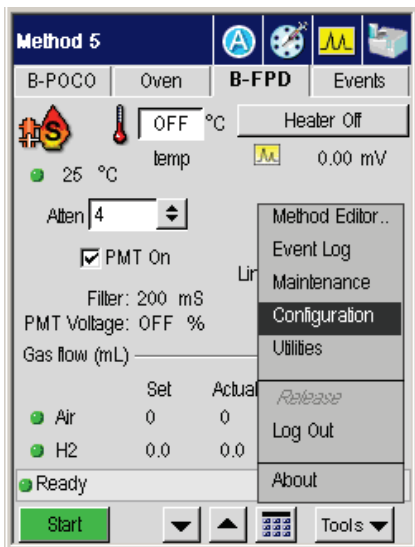 Method 5
A
B-POCO Oven B-FPD Events
S OFF °C Heater Off
temp 0.00 mV
25 °C
Atten 4
Method Editor..
PMT On
Event Log
Lin
Maintenance
Filter: 200 mS
Configuration
PMT Voltage: OFF %
Utilities
Gas flow (mL)
Set Actual
Release
Air 0 0
Log Out
H2 0.0 0.0
Ready
About
Start Tools